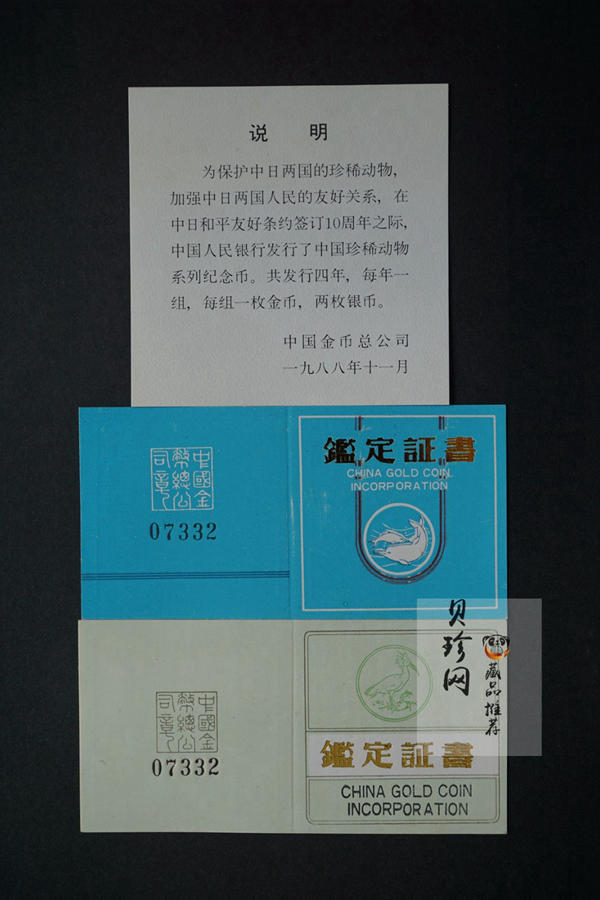 说 明
为保护中日两国的珍稀动物，
加强中日两国人民的友好关系，在
中日和平友好条约签订10周年之际，
中国人民银行发行了中国珍稀动物
系列纪念币。共发行四年，每年一
组，每组一枚金币，两枚银币。
中国金币总公司
一九八八年十一月
中國金
幣總公
司章
07332
鑑定証書
CHINA GOLD COIN
INCORPORATION
中國金
幣總公
司章
07332
鑑定証書
CHINA GOLD COIN
INCORPORATION
贝珍网
藏品推荐